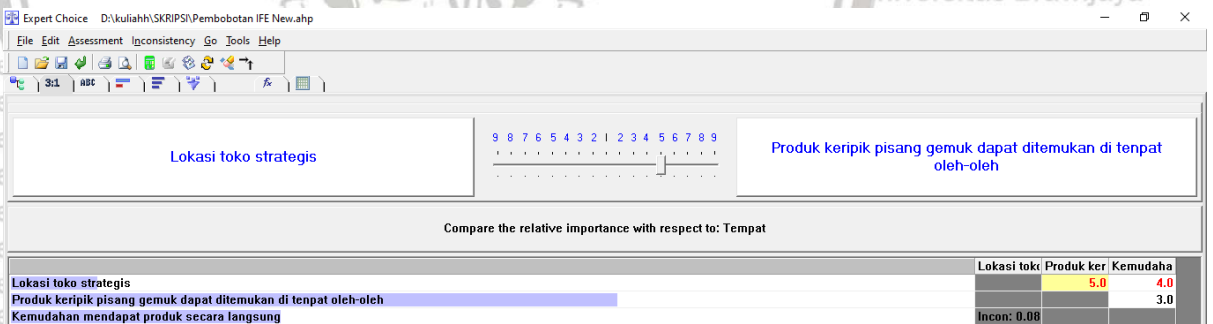 Expert Choice D:\kuliahh\SKRIPSI\Pembobotan IFE New.ahp
File Edit Assessment Inconsistency Go Tools Help
3:1 ABC fx
9 8 7 6 5 4 3 2 1 2 3 4 5 6 7 8 9
Lokasi toko strategis
Produk keripik pisang gemuk dapat ditemukan di tenpat
oleh-oleh
Compare the relative importance with respect to: Tempat
Lokasi tok Produk ker Kemudaha
Lokasi toko strategis 5.0 4.0
Produk keripik pisang gemuk dapat ditemukan di tenpat oleh-oleh 3.0
Kemudahan mendapat produk secara langsung Incon: 0.08